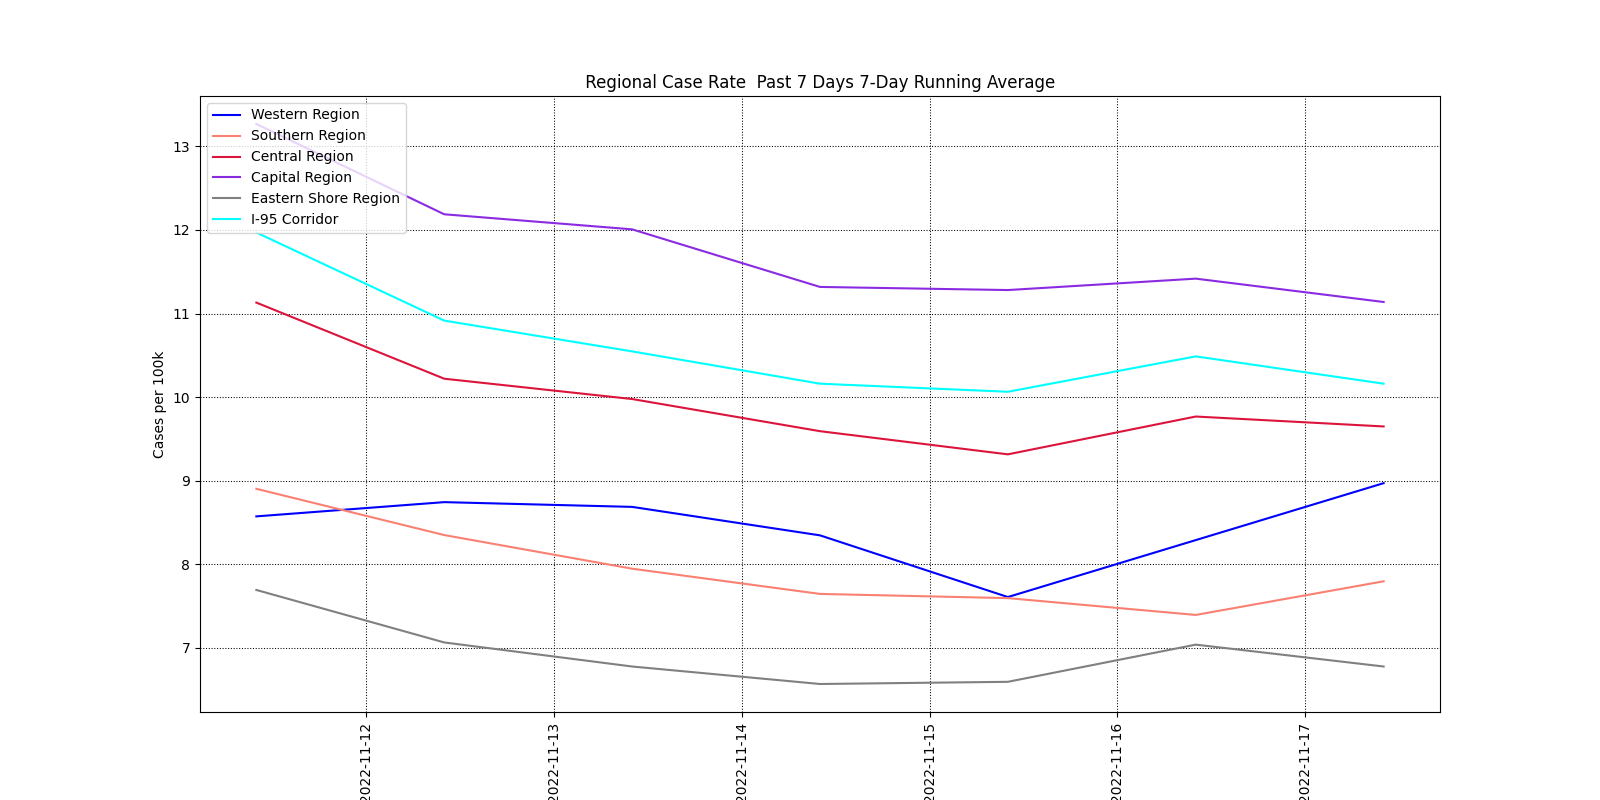 Regional Case Rate  Past 7 Days 7-Day Running Average
Western Region
Southern Region
Central Region
Capital Region
Eastern Shore Region
I-95 Corridor
Cases per 100k
13
12
11
10
9
8
7
2022-11-12
2022-11-13
2022-11-14
2022-11-15
2022-11-16
2022-11-17